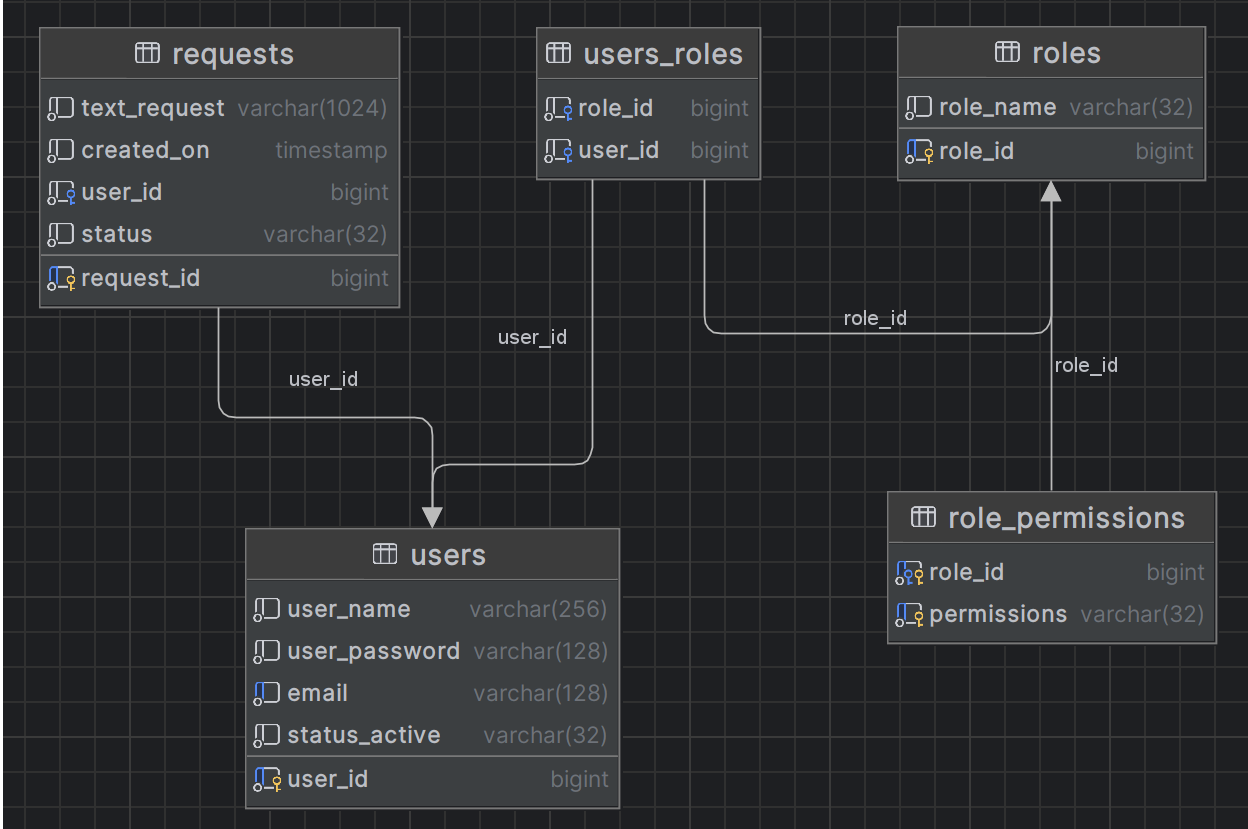 requests
text_request varchar(1024)
created_on timestamp
user_id bigint
status varchar(32)
request_id bigint
users_roles
role_id bigint
user_id bigint
roles
role_name varchar(32)
role_id bigint
role_id
user_id
role_id
user_id
role_permissions
role_id bigint
permissions varchar(32)
users
user_name varchar(256)
user_password varchar(128)
email varchar(128)
status_active varchar(32)
user_id bigint